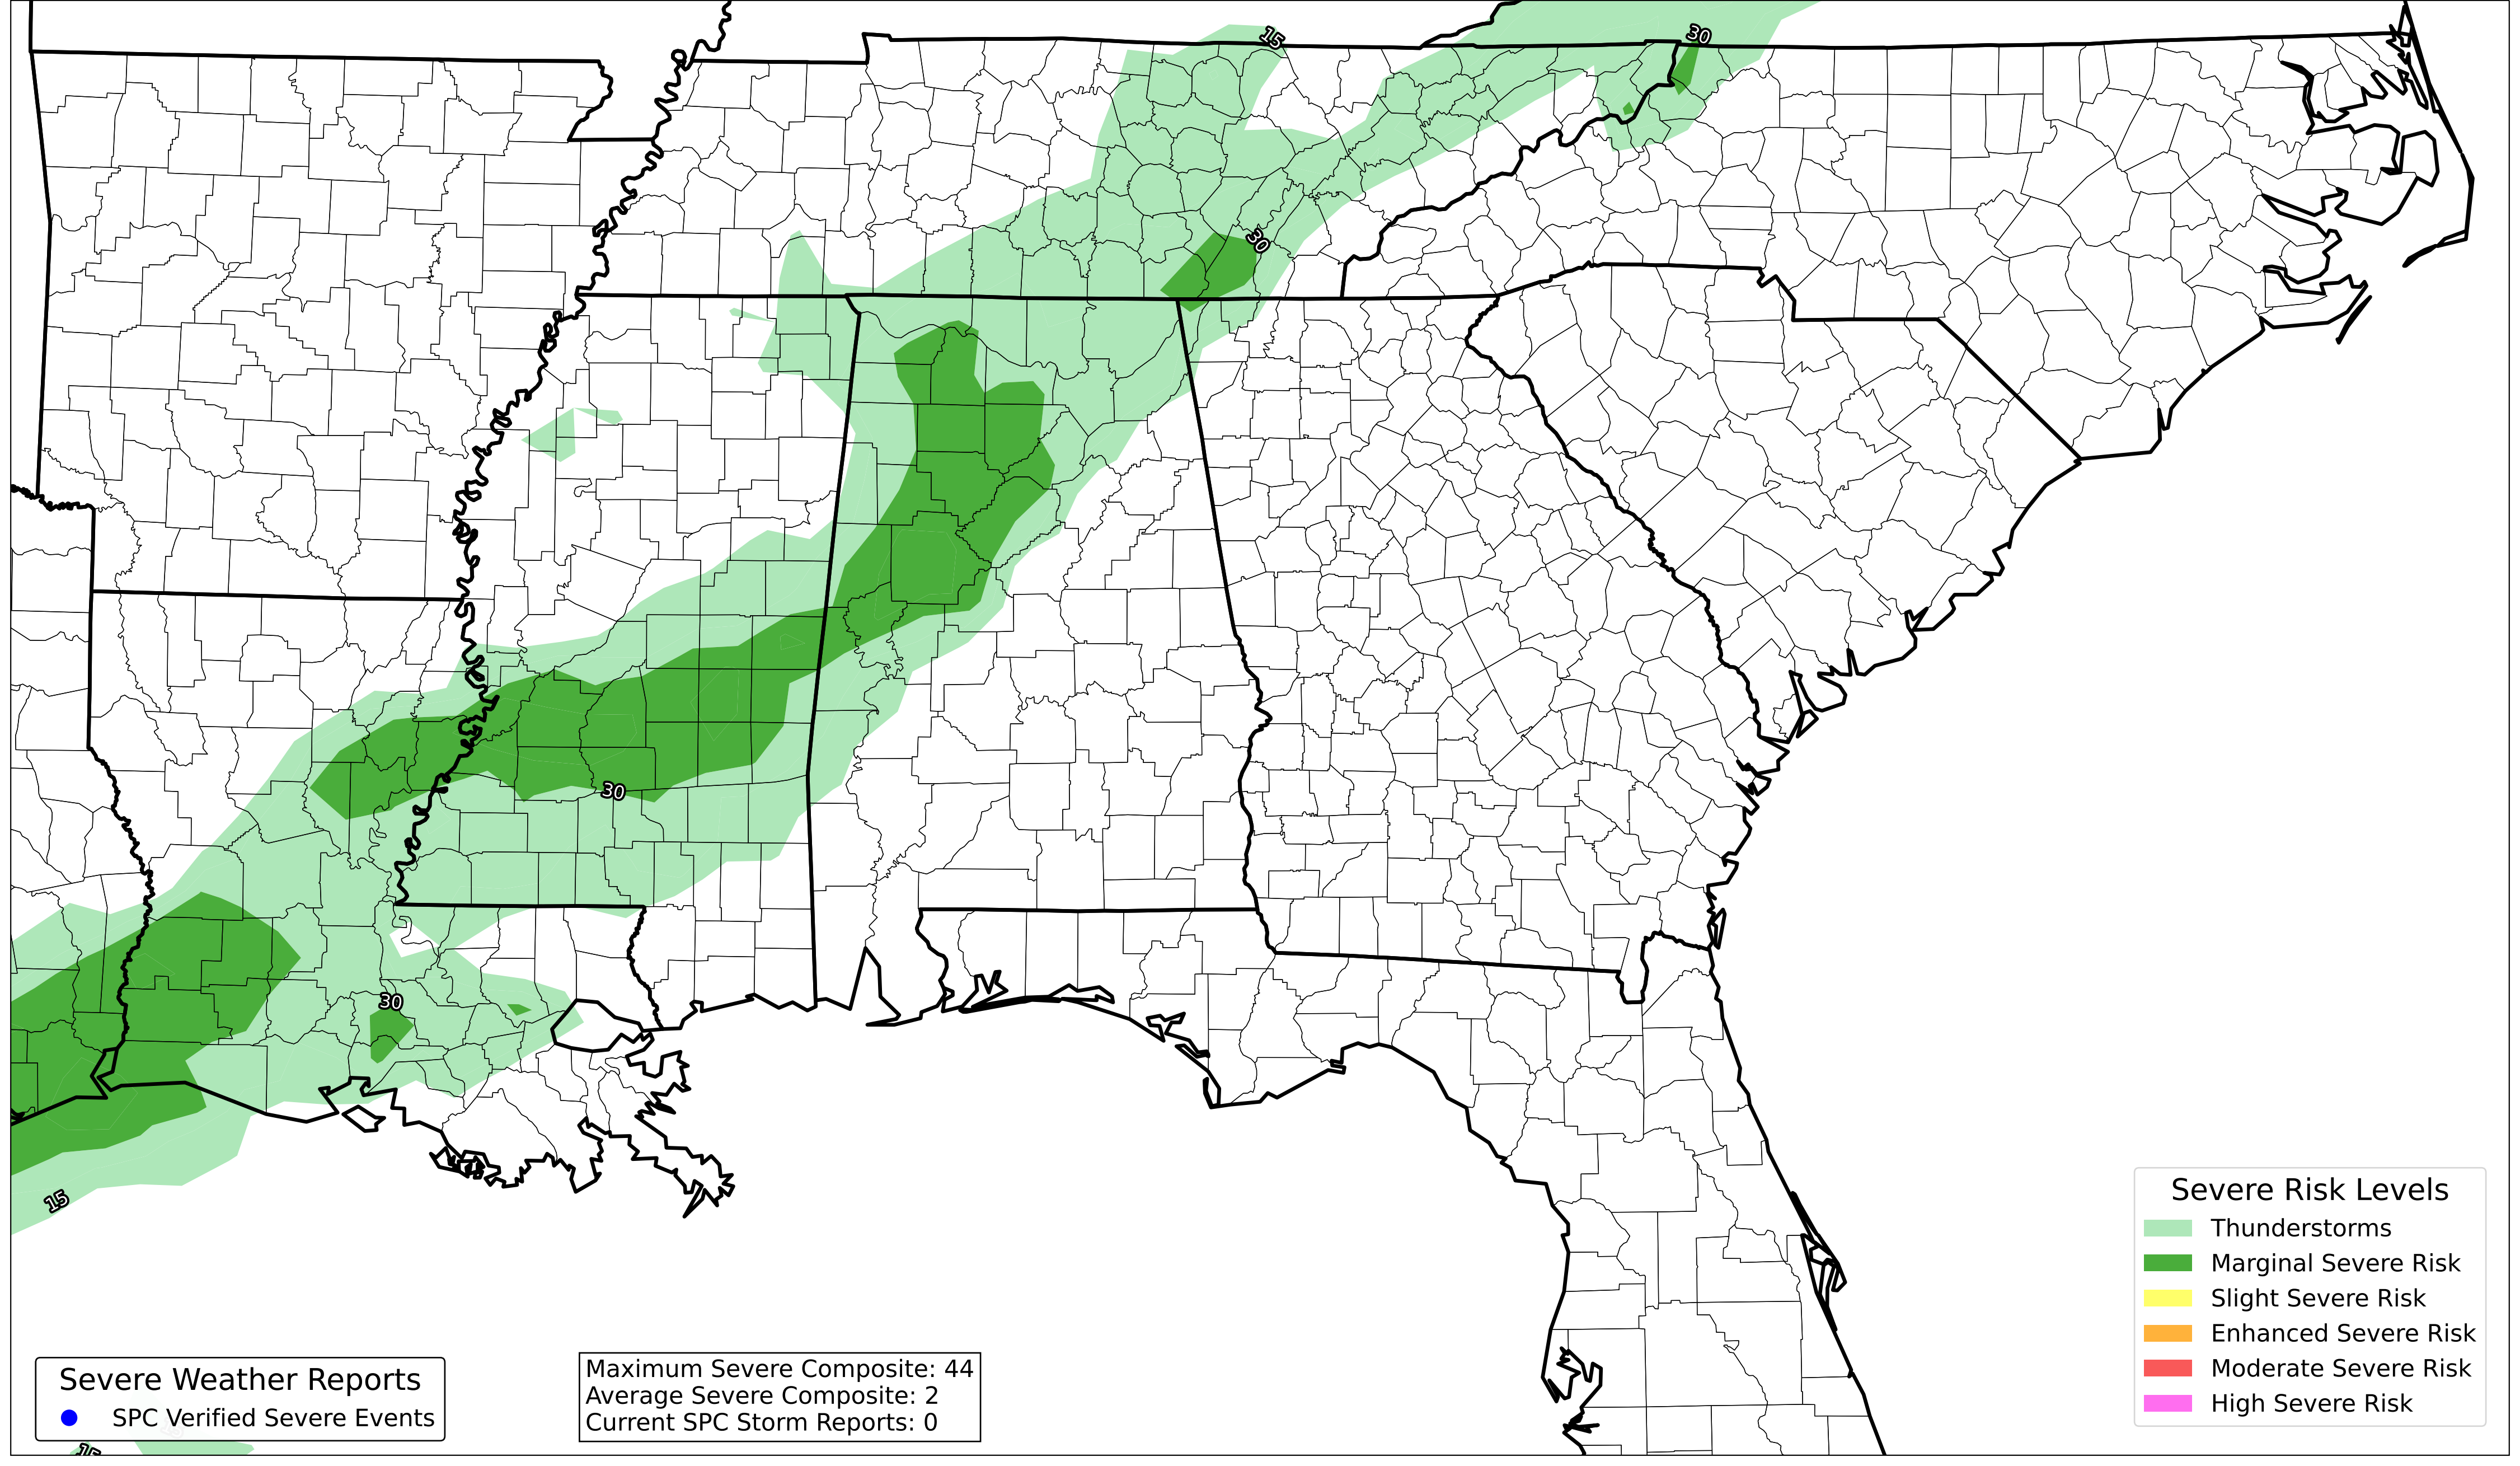 15
30
30
30
30
15
15
Severe Risk Levels
Thunderstorms
Marginal Severe Risk
Slight Severe Risk
Enhanced Severe Risk
Moderate Severe Risk
High Severe Risk
Severe Weather Reports
SPC Verified Severe Events
Maximum Severe Composite: 44
Average Severe Composite: 2
Current SPC Storm Reports: 0